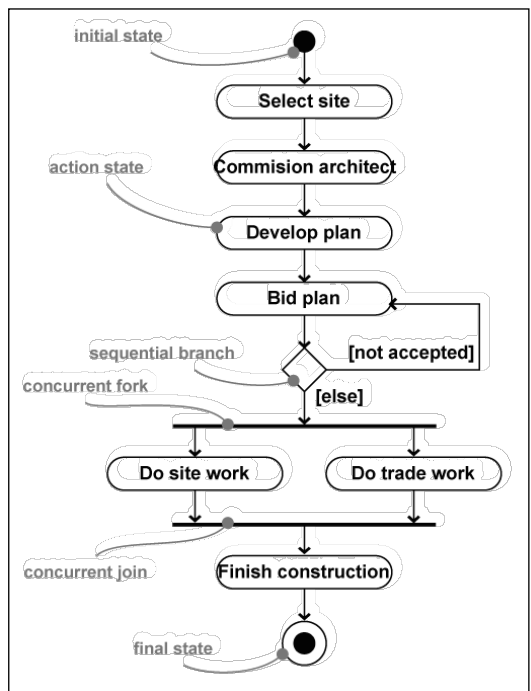 initial state
Select site
Commision architect
action state
Develop plan
Bid plan
sequential branch
[not accepted]
concurrent fork
[else]
Do site work
Do trade work
concurrent join
Finish construction
final state